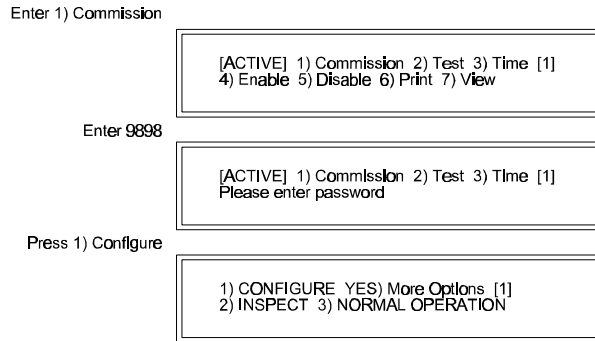 Enter 1) Commission
[ACTIVE] 1) Commission 2) Test 3) Time [1]
4) Enable 5) Disable 6) Print 7) View
Enter 9898
[ACTIVE] 1) Commission 2) Test 3) Time [1]
Please enter password
Press 1) Configure
1) CONFIGURE YES) More Options [1]
2) INSPECT 3) NORMAL OPERATION